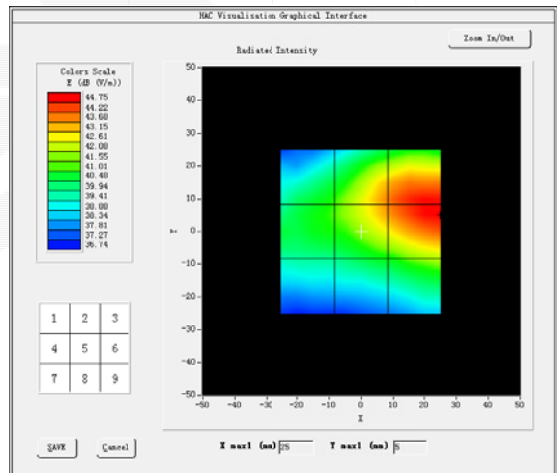 HAC Visualisation Graphical Interface
Zoom In/Out
Radiated Intensity
Colors Scale
E (dB (V/m))
44.75
44.22
43.68
43.15
42.61
42.08
41.55
41.01
40.48
39.94
39.41
38.88
38.34
37.81
37.27
36.74
50
40
30
20
10
0
-10
-20
-30
-40
-50
Y
-50 -40 -30 -20 -10 0 10 20 30 40 50
X
1 2 3
4 5 6
7 8 9
SAVE
Cancel
X max1 (mm) 25
Y max1 (mm) 5